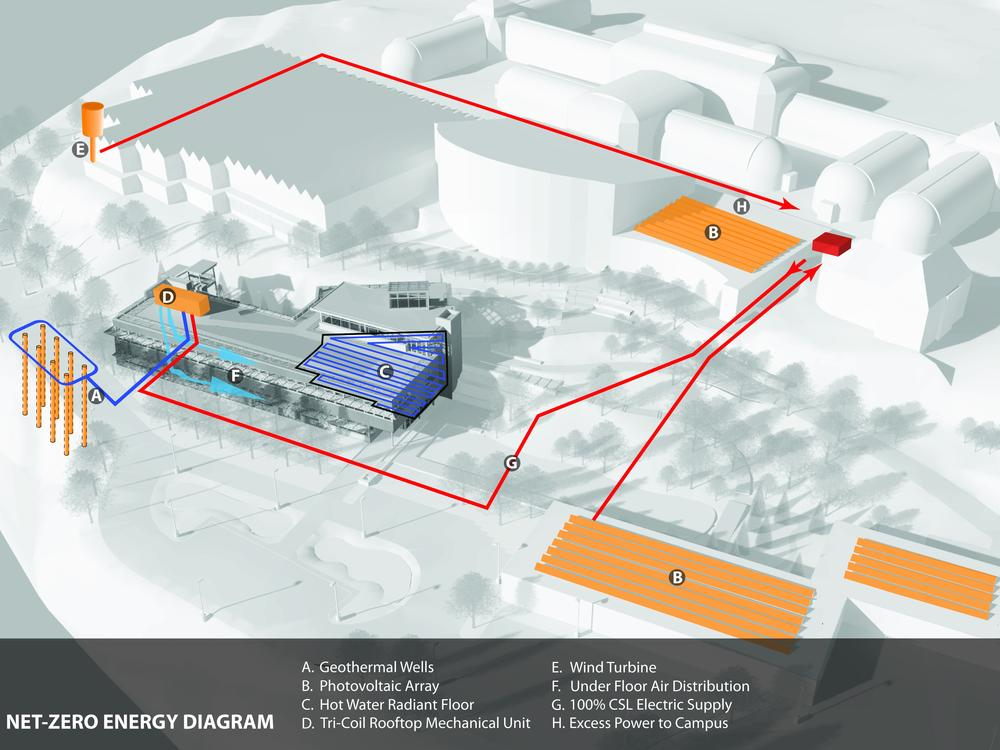 E
H
B
D
C
F
A
G
B
NET-ZERO ENERGY DIAGRAM
A. Geothermal Wells
B. Photovoltaic Array
C. Hot Water Radiant Floor
D. Tri-Coil Rooftop Mechanical Unit
E. Wind Turbine
F. Under Floor Air Distribution
G. 100% CSL Electric Supply
H. Excess Power to Campus